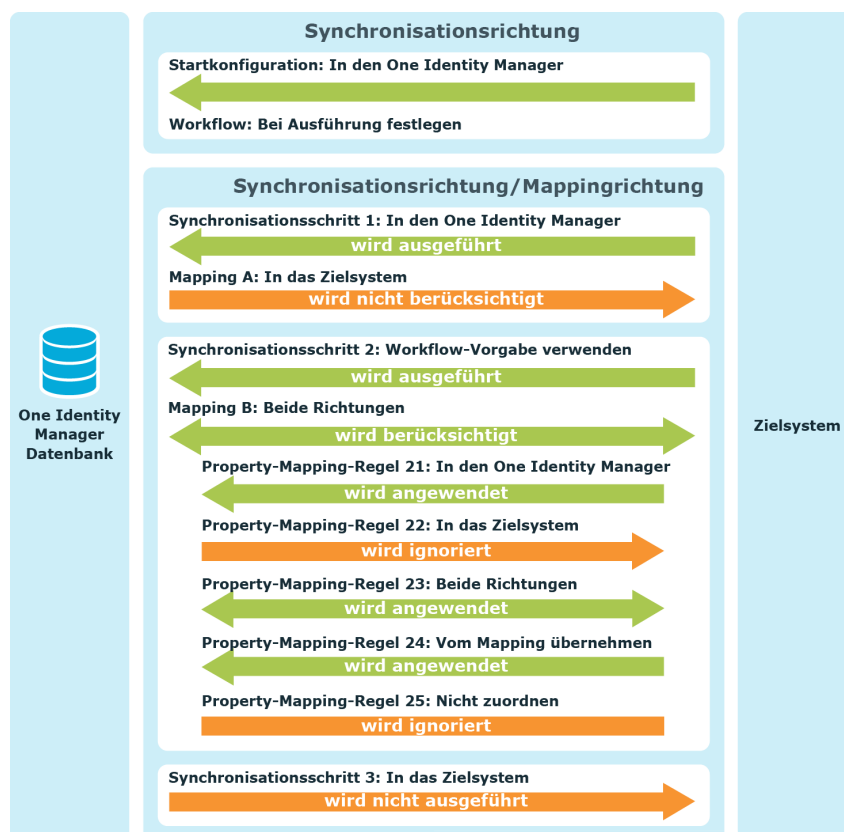 Synchronisationsrichtung
Startkonfiguration: In den One Identity Manager
Workflow: Bei Ausführung festlegen
Synchronisationsrichtung/Mappingrichtung
Synchronisationsschritt 1: In den One Identity Manager
wird ausgeführt
Mapping A: In das Zielsystem
wird nicht berücksichtigt
Synchronisationsschritt 2: Workflow-Vorgabe verwenden
wird ausgeführt
Mapping B: Beide Richtungen
wird berücksichtigt
Property-Mapping-Regel 21: In den One Identity Manager
wird angewendet
Property-Mapping-Regel 22: In das Zielsystem
wird ignoriert
Property-Mapping-Regel 23: Beide Richtungen
wird angewendet
Property-Mapping-Regel 24: Vom Mapping übernehmen
wird angewendet
Property-Mapping-Regel 25: Nicht zuordnen
wird ignoriert
Synchronisationsschritt 3: In das Zielsystem
wird nicht ausgeführt
One Identity
Manager
Datenbank
Zielsystem